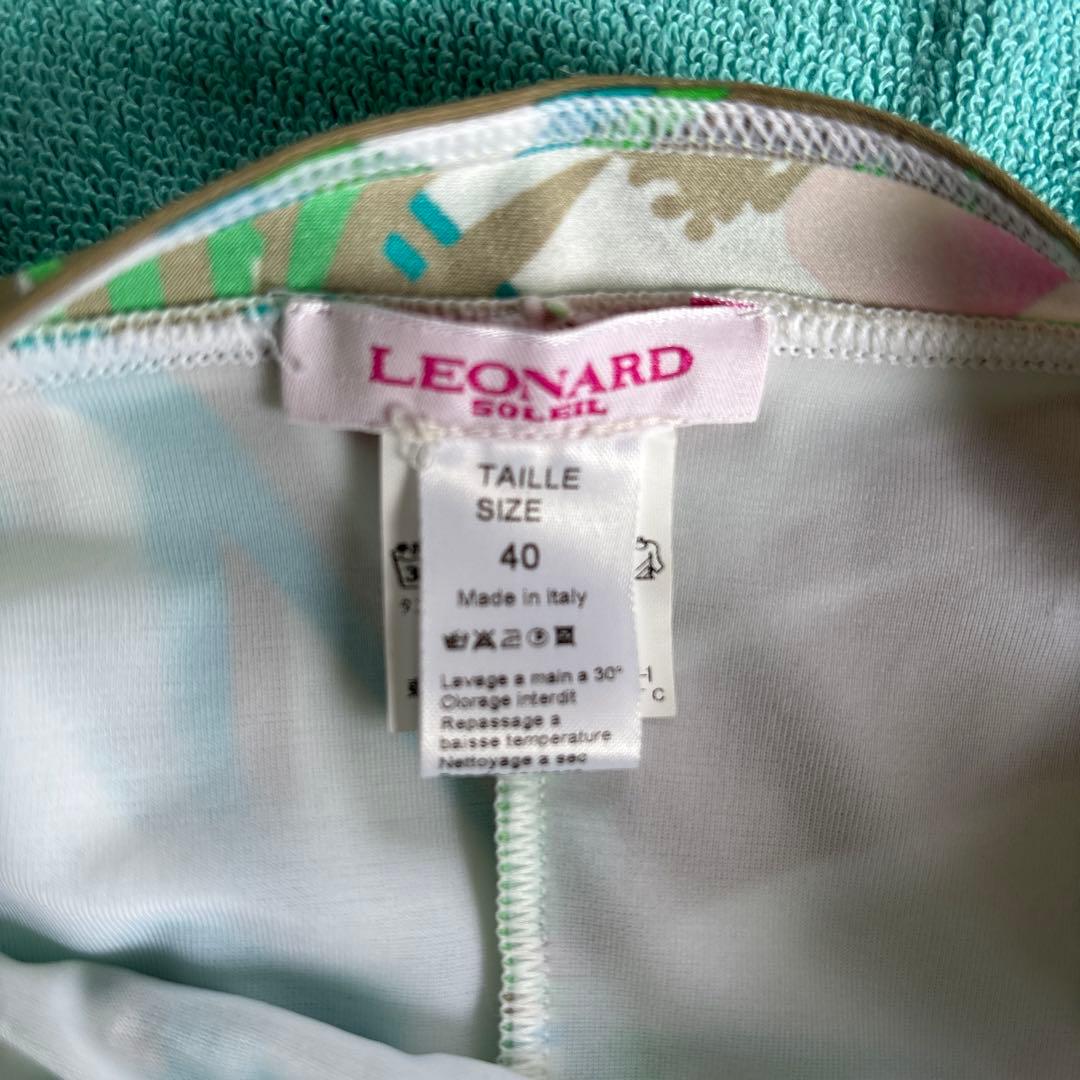 LEONARD
SOLEIL
TAILLE
SIZE
40
Made in Italy
Lavage a main a 30°
Clorage interdit
Repassage a
baisse temperature
Nettoyage a sec
C